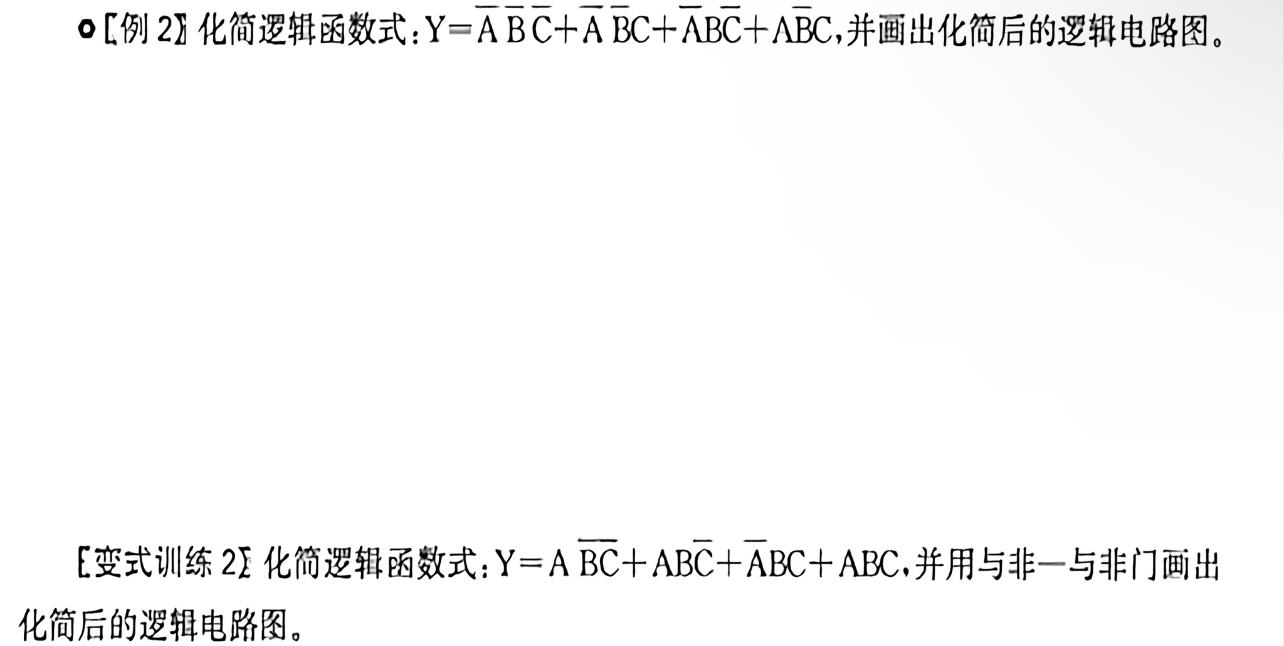 【例 2】化简逻辑函数式:Y=A̅ B̅ C̅+A̅ B̅C+A̅BC̅+AB̅C,并画出化简后的逻辑电路图。
【变式训练 2】化简逻辑函数式:Y=A B̅C̅+ABC̅+A̅BC+ABC,并用与非—与非门画出
化简后的逻辑电路图。